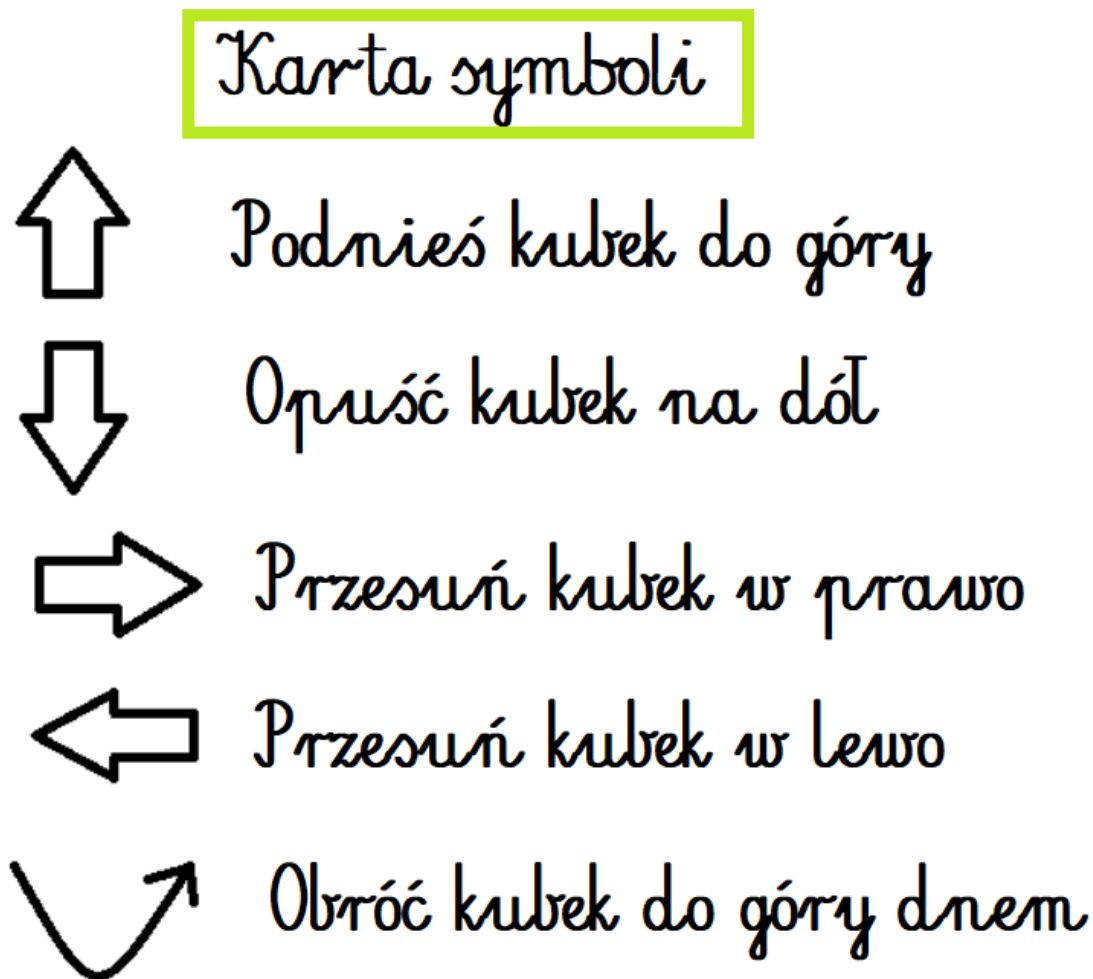 Karta symboli
Podnieś kubek do góry
Opuść kubek na dół
Przesuń kubek w prawo
Przesuń kubek w lewo
Obróć kubek do góry dnem